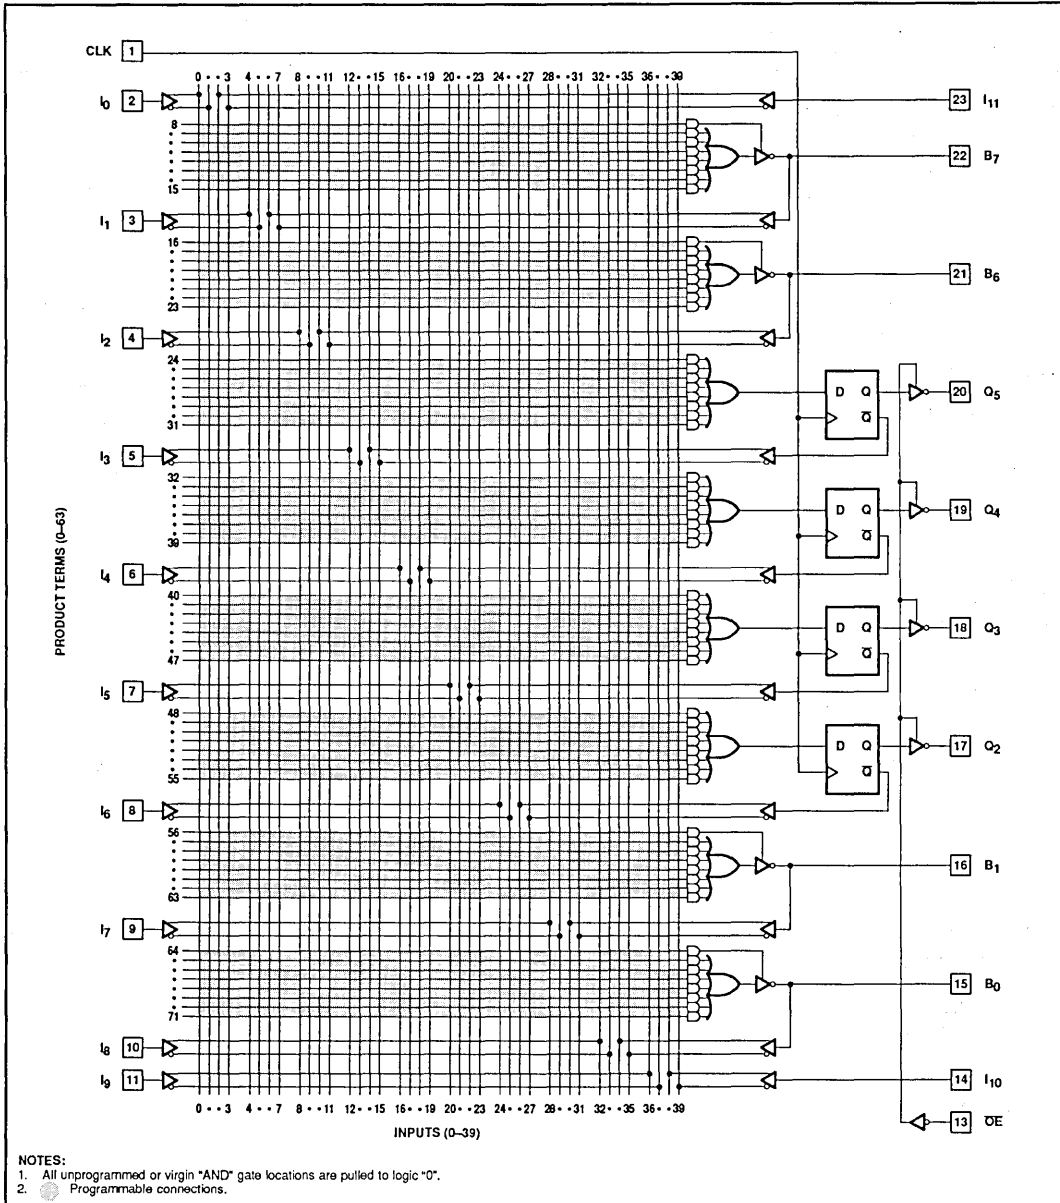 CLK 1
0 • • 3 4 • • 7 8 • • 11 12 • • 15 16 • • 19 20 • • 23 24 • • 27 28 • • 31 32 • • 35 36 • • 39
I0 2
23 I11
8
22 B7
15
I1 3
16
21 B6
23
I2 4
24
D Q
20 Q5
Q̅
31
I3 5
32
D Q
19 Q4
Q̅
39
I4 6
PRODUCT TERMS (0–63)
40
D Q
18 Q3
Q̅
47
I5 7
48
D Q
17 Q2
Q̅
55
I6 8
56
16 B1
63
I7 9
64
15 B0
71
I8 10
I9 11
14 I10
0 • • 3 4 • • 7 8 • • 11 12 • • 15 16 • • 19 20 • • 23 24 • • 27 28 • • 31 32 • • 35 36 • • 39
13 O̅E̅
INPUTS (0–39)
NOTES:
1. All unprogrammed or virgin "AND" gate locations are pulled to logic "0".
2. Programmable connections.